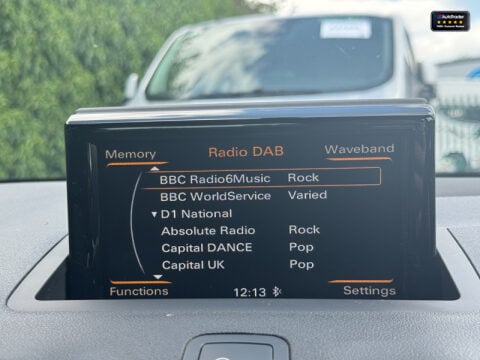 AutoTrader
Memory
Radio DAB
Waveband
BBC Radio6Music Rock
BBC WorldService Varied
▼ D1 National
Absolute Radio Rock
Capital DANCE Pop
Capital UK Pop
Functions
12:13
Settings